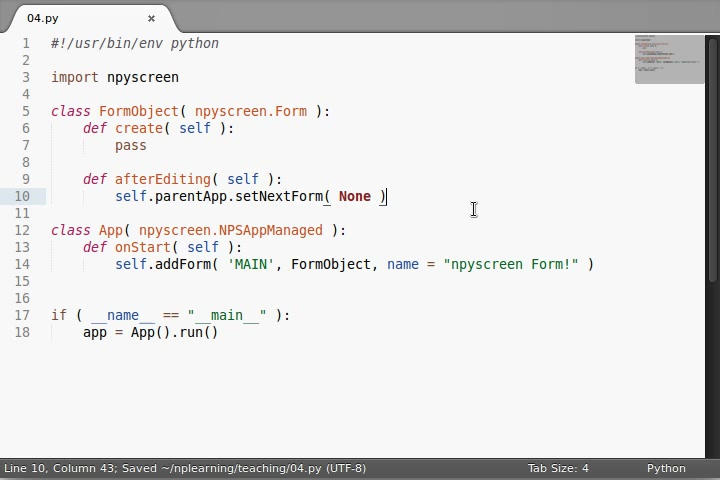 04.py ×
1 #!/usr/bin/env python
2
3 import npyscreen
4
5 class FormObject( npyscreen.Form ):
6     def create( self ):
7         pass
8
9     def afterEditing( self ):
10         self.parentApp.setNextForm( None )
11
12 class App( npyscreen.NPSAppManaged ):
13     def onStart( self ):
14         self.addForm( 'MAIN', FormObject, name = "npyscreen Form!" )
15
16
17 if ( __name__ == "__main__" ):
18     app = App().run()
Line 10, Column 43; Saved ~/nplearning/teaching/04.py (UTF-8) Tab Size: 4 Python